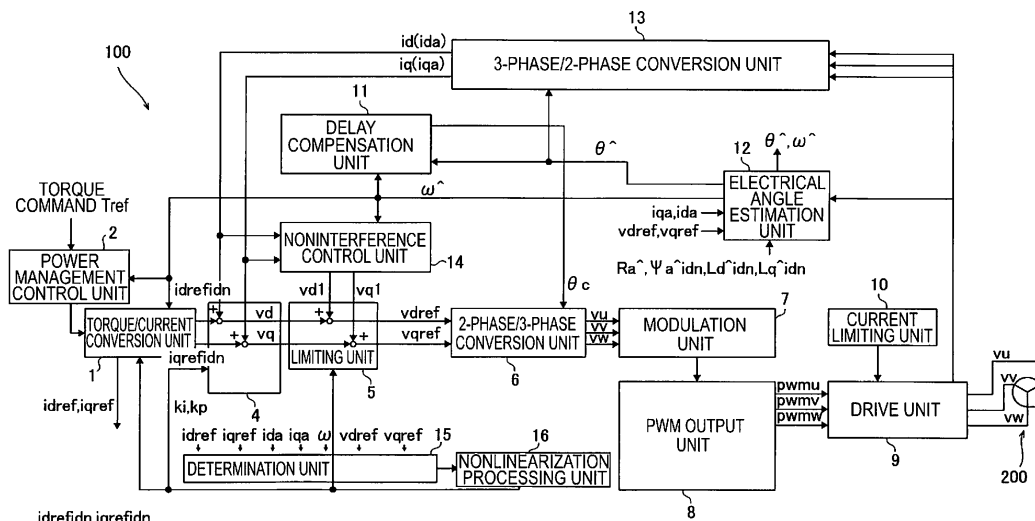 13
id(ida)
iq(iqa)
3-PHASE/2-PHASE CONVERSION UNIT
100
11
DELAY
COMPENSATION
UNIT
θ^
θ^,ω^
12
ELECTRICAL
ANGLE
ESTIMATION
UNIT
ω^
iqa,ida
vdref,vqref
Ra^,Ψa^idn,Ld^idn,Lq^idn
TORQUE
COMMAND Tref
2
POWER
MANAGEMENT
CONTROL UNIT
NONINTERFERENCE
CONTROL UNIT
14
idrefidn
vd1
vq1
θc
+
vd
+
vdref
+
vq
+
vqref
TORQUE/CURRENT
CONVERSION UNIT
1
iqrefidn
LIMITING UNIT
5
2-PHASE/3-PHASE
CONVERSION UNIT
6
vu
vv
vw
7
MODULATION
UNIT
10
CURRENT
LIMITING UNIT
idref,iqref
ki,kp
4
PWM OUTPUT
UNIT
8
pwmu
pwmv
pwmw
DRIVE UNIT
9
vu
vv
vw
200
idref iqref ida iqa ω vdref vqref
15
DETERMINATION UNIT
16
NONLINEARIZATION
PROCESSING UNIT
idrefidn,iqrefidn